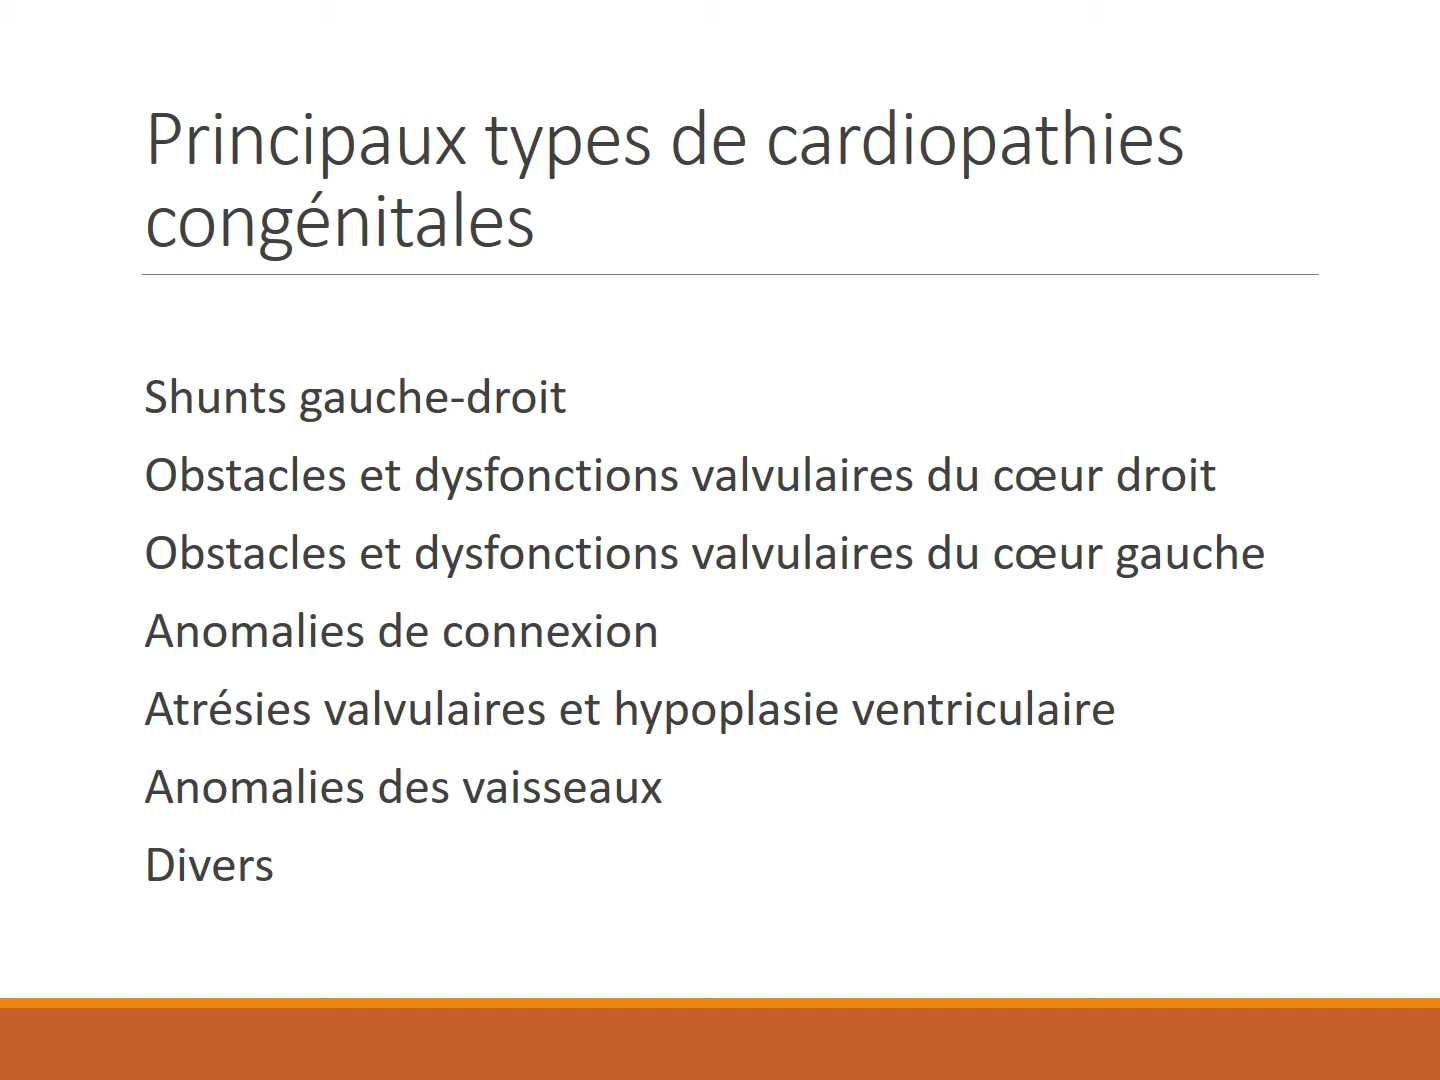 Principaux types de cardiopathies
congénitales
Shunts gauche-droit
Obstacles et dysfonctions valvulaires du cœur droit
Obstacles et dysfonctions valvulaires du cœur gauche
Anomalies de connexion
Atrésies valvulaires et hypoplasie ventriculaire
Anomalies des vaisseaux
Divers